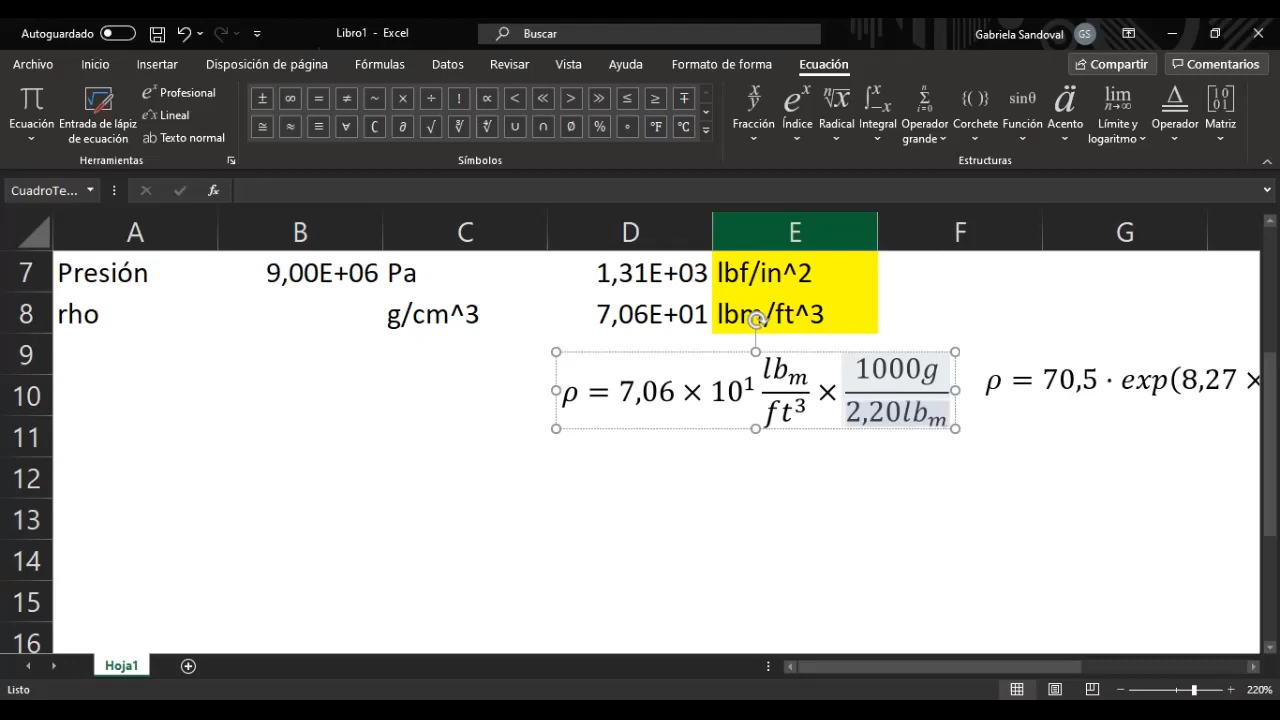 Autoguardado
Libro1 - Excel
Buscar
Gabriela Sandoval GS
Archivo Inicio Insertar Disposición de página Fórmulas Datos Revisar Vista Ayuda Formato de forma Ecuación Compartir Comentarios
π Ecuación
Entrada de lápiz de ecuación
Profesional
Lineal
ab Texto normal
Herramientas
± ∞ = ≠ ~ × ÷ ! ∝ < ≪ > ≫ ≤ ≥ ∓
≅ ≈ ≡ ∀ ∁ ∂ √ ∛ ∜ ∪ ∩ ∅ % ° °F °C
Símbolos
x/y Fracción
eˣ Índice
ⁿ√x Radical
Integral
Operador grande
{()} Corchete
sinθ Función
ä Acento
lim n→∞ Límite y logaritmo
Operador
Matriz
Estructuras
CuadroTe... fx
A B C D E F G
7 Presión 9,00E+06 Pa 1,31E+03 lbf/in^2
8 rho g/cm^3 7,06E+01 lbm/ft^3
9
10 ρ = 7,06 × 10¹ lbₘ/ft³ × 1000g/2,20lbₘ ρ = 70,5 · exp(8,27 ×
11
12
13
14
15
16
Hoja1
Listo 220%